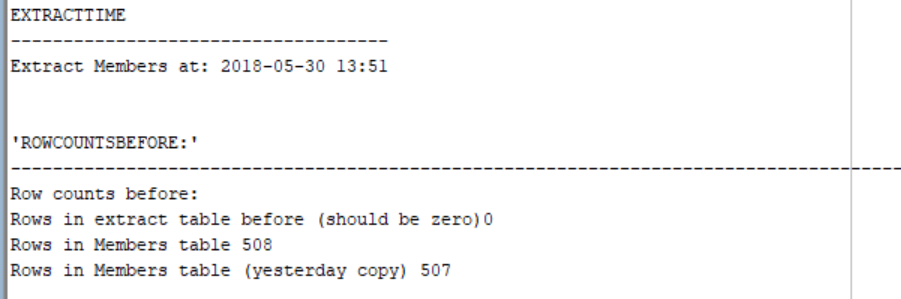 EXTRACTTIME
------------------------------------
Extract Members at: 2018-05-30 13:51
'ROWCOUNTSBEFORE:'
--------------------------------------------------------------------------------------
Row counts before:
Rows in extract table before (should be zero)0
Rows in Members table 508
Rows in Members table (yesterday copy) 507